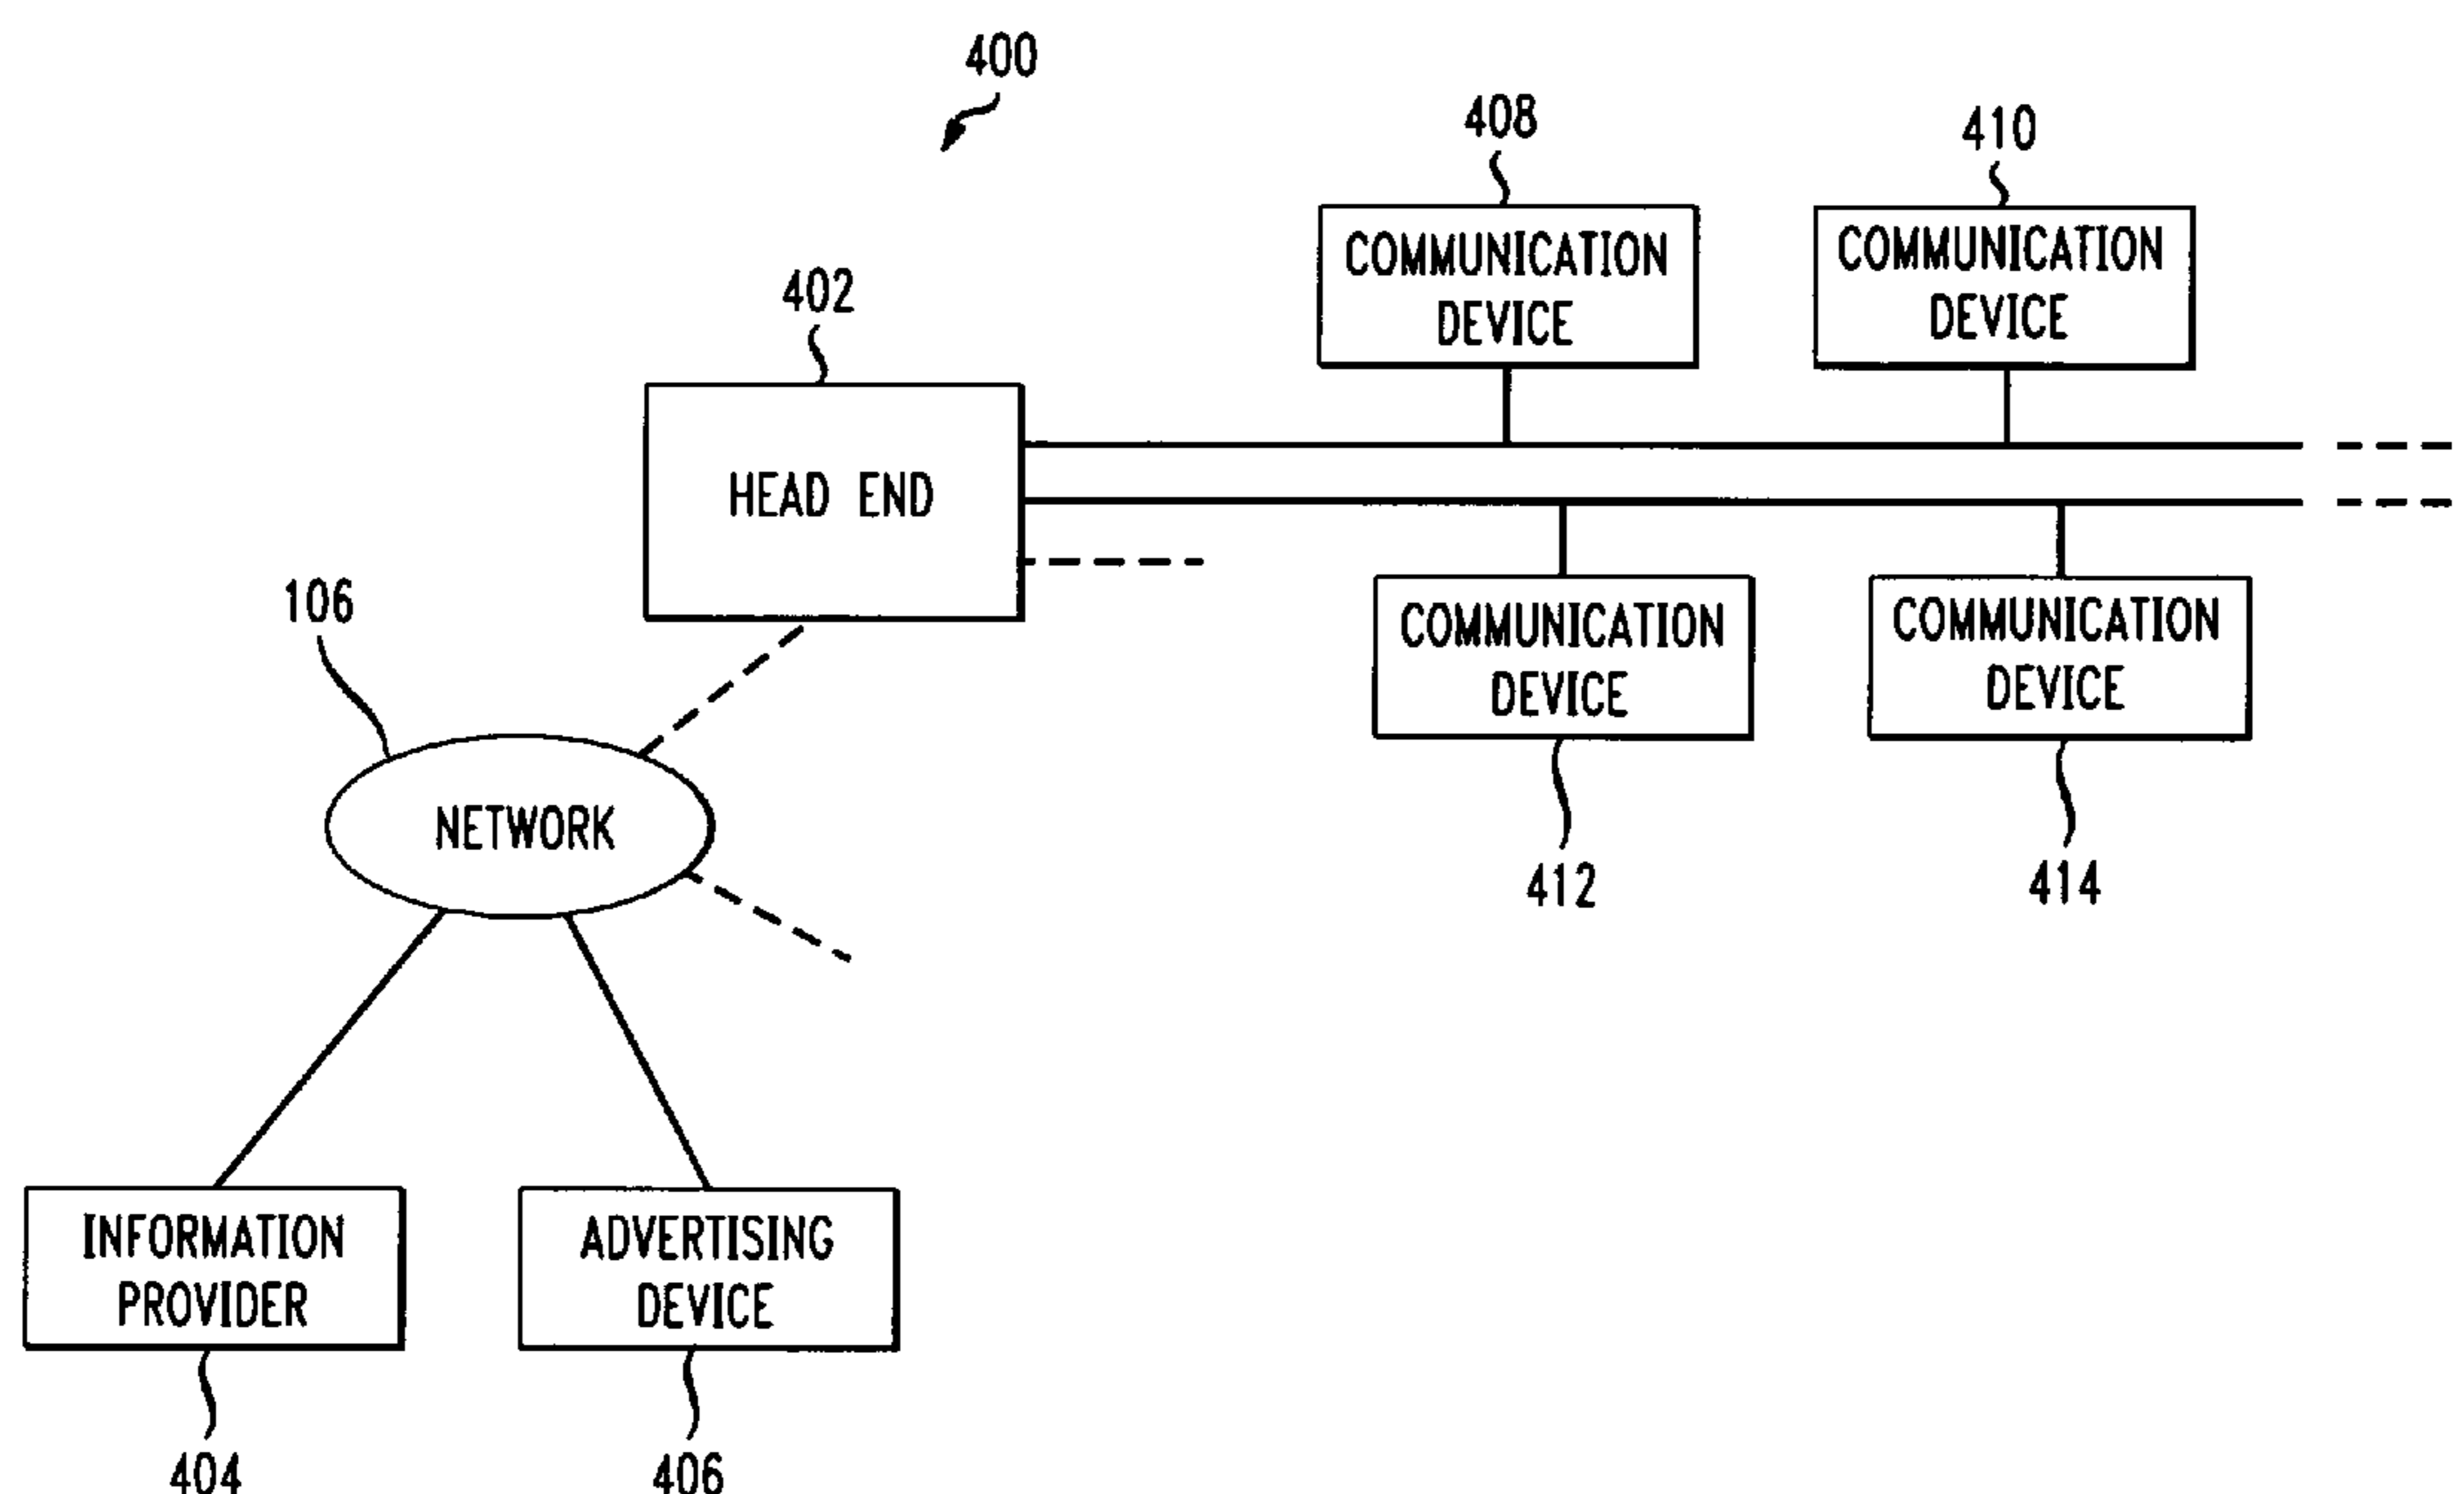 400
408
410
COMMUNICATION
DEVICE
COMMUNICATION
DEVICE
402
HEAD END
106
COMMUNICATION
DEVICE
COMMUNICATION
DEVICE
NETWORK
412
414
INFORMATION
PROVIDER
ADVERTISING
DEVICE
404
406